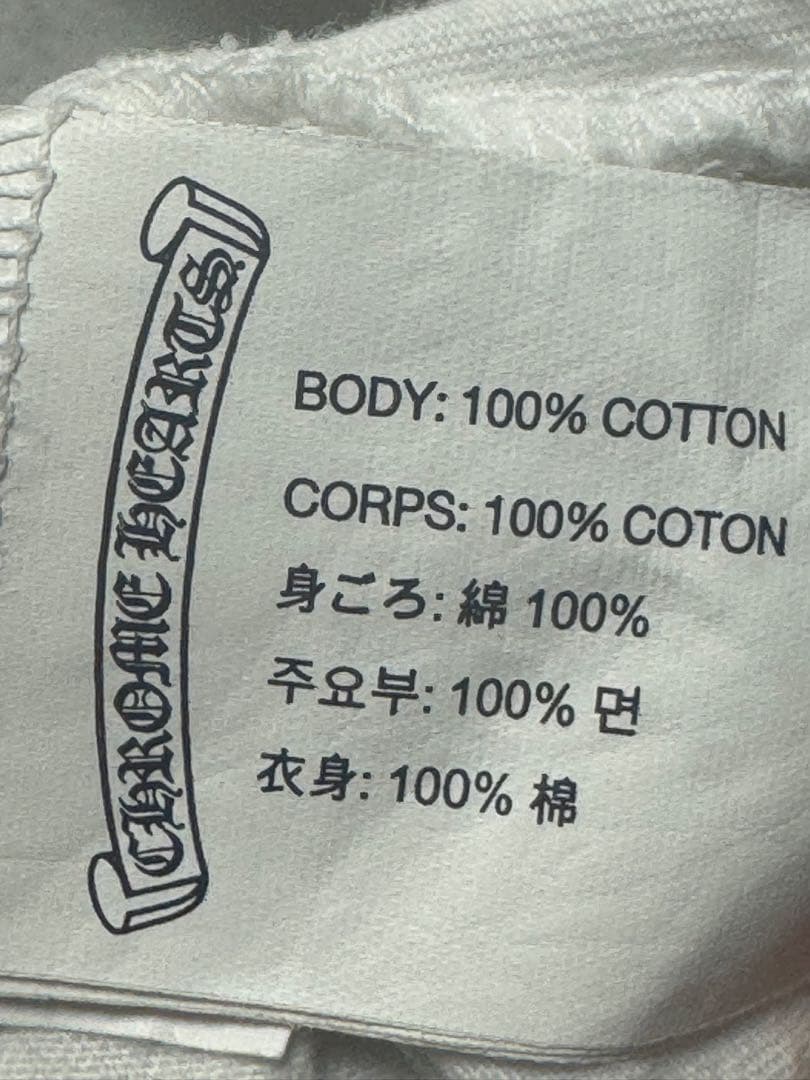 CHROME HEARTS
BODY: 100% COTTON
CORPS: 100% COTON
身ごろ: 綿 100%
주요부: 100% 면
衣身: 100% 棉